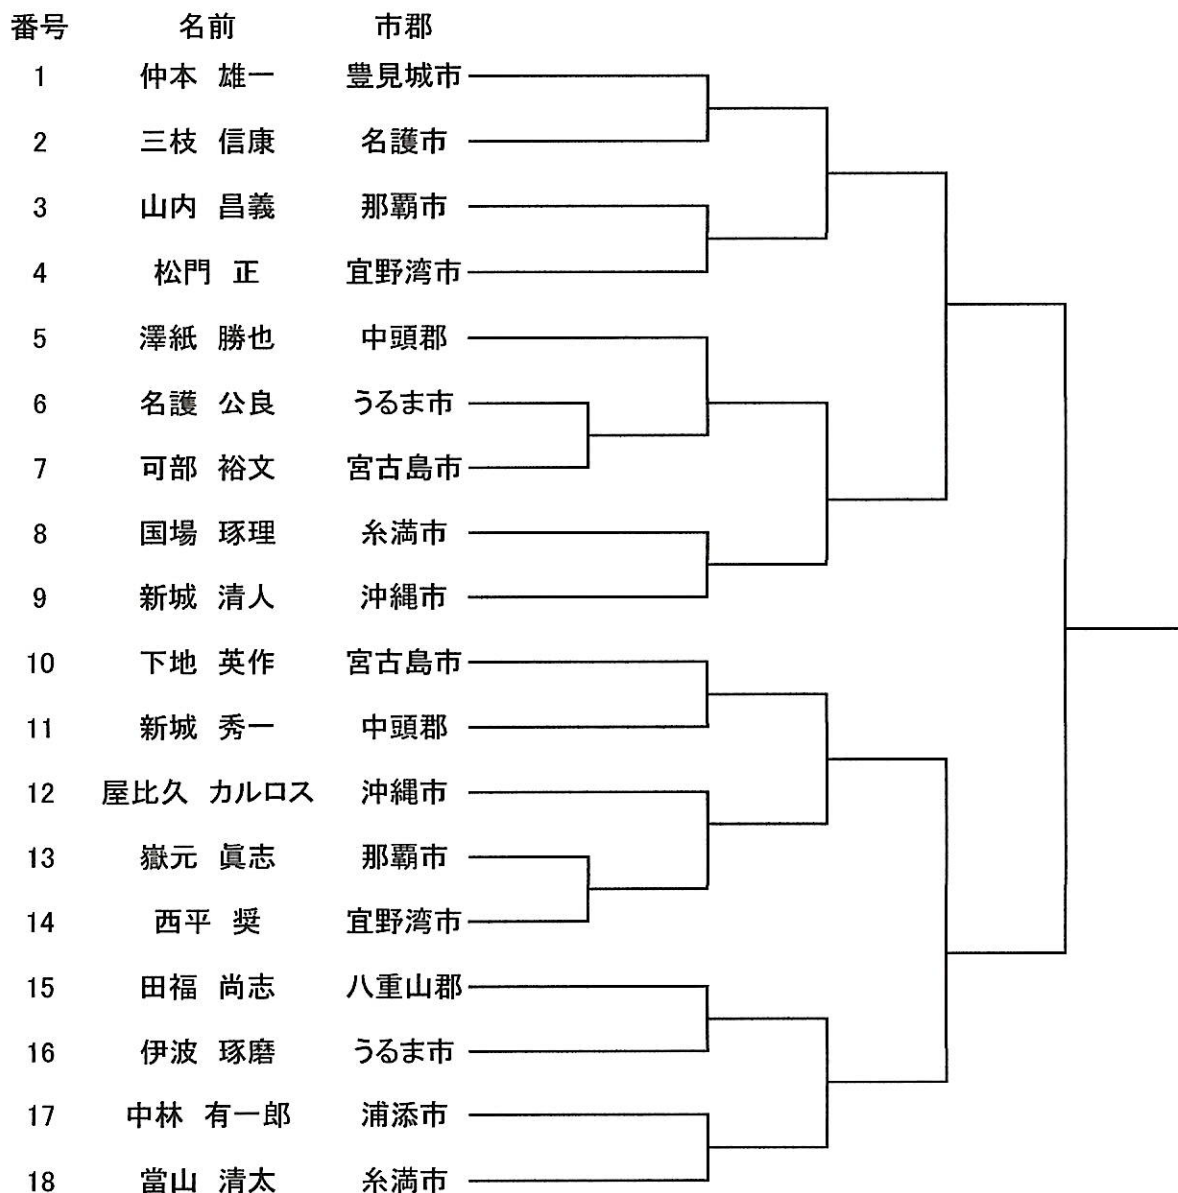 番号 名前 市郡
1 仲本 雄一 豊見城市
2 三枝 信康 名護市
3 山内 昌義 那覇市
4 松門 正 宜野湾市
5 澤紙 勝也 中頭郡
6 名護 公良 うるま市
7 可部 裕文 宮古島市
8 国場 琢理 糸満市
9 新城 清人 沖縄市
10 下地 英作 宮古島市
11 新城 秀一 中頭郡
12 屋比久 カルロス 沖縄市
13 嶽元 眞志 那覇市
14 西平 奨 宜野湾市
15 田福 尚志 八重山郡
16 伊波 琢磨 うるま市
17 中林 有一郎 浦添市
18 當山 清太 糸満市